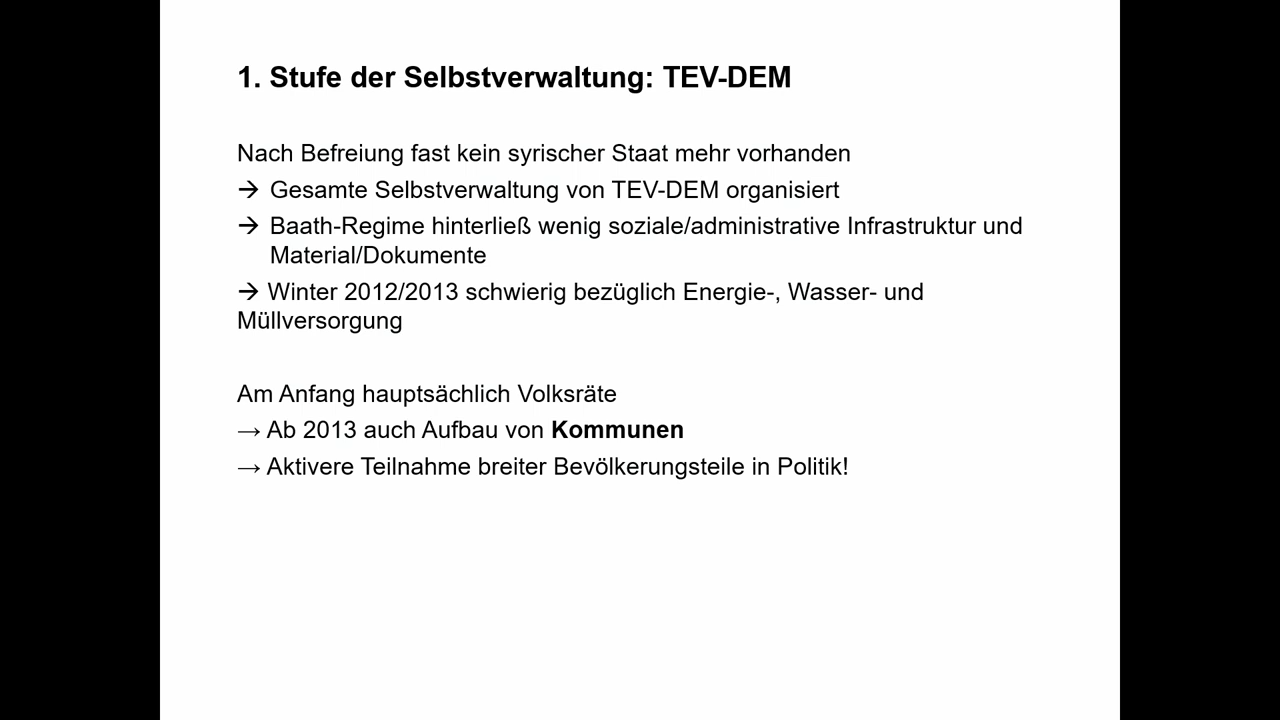 1. Stufe der Selbstverwaltung: TEV-DEM
Nach Befreiung fast kein syrischer Staat mehr vorhanden
→ Gesamte Selbstverwaltung von TEV-DEM organisiert
→ Baath-Regime hinterließ wenig soziale/administrative Infrastruktur und
Material/Dokumente
→ Winter 2012/2013 schwierig bezüglich Energie-, Wasser- und
Müllversorgung
Am Anfang hauptsächlich Volksräte
→ Ab 2013 auch Aufbau von Kommunen
→ Aktivere Teilnahme breiter Bevölkerungsteile in Politik!